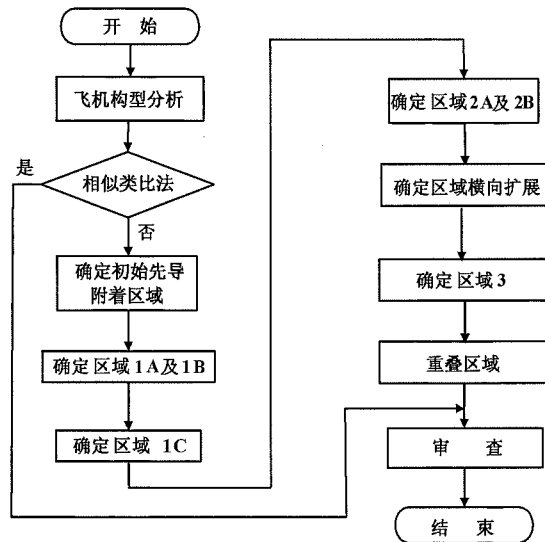 开 始
飞机构型分析
是
相似类比法
否
确定初始先导
附着区域
确定区域1A及1B
确定区域 1C
确定区域2A及2B
确定区域横向扩展
确定区域3
重叠区域
审 查
结 束